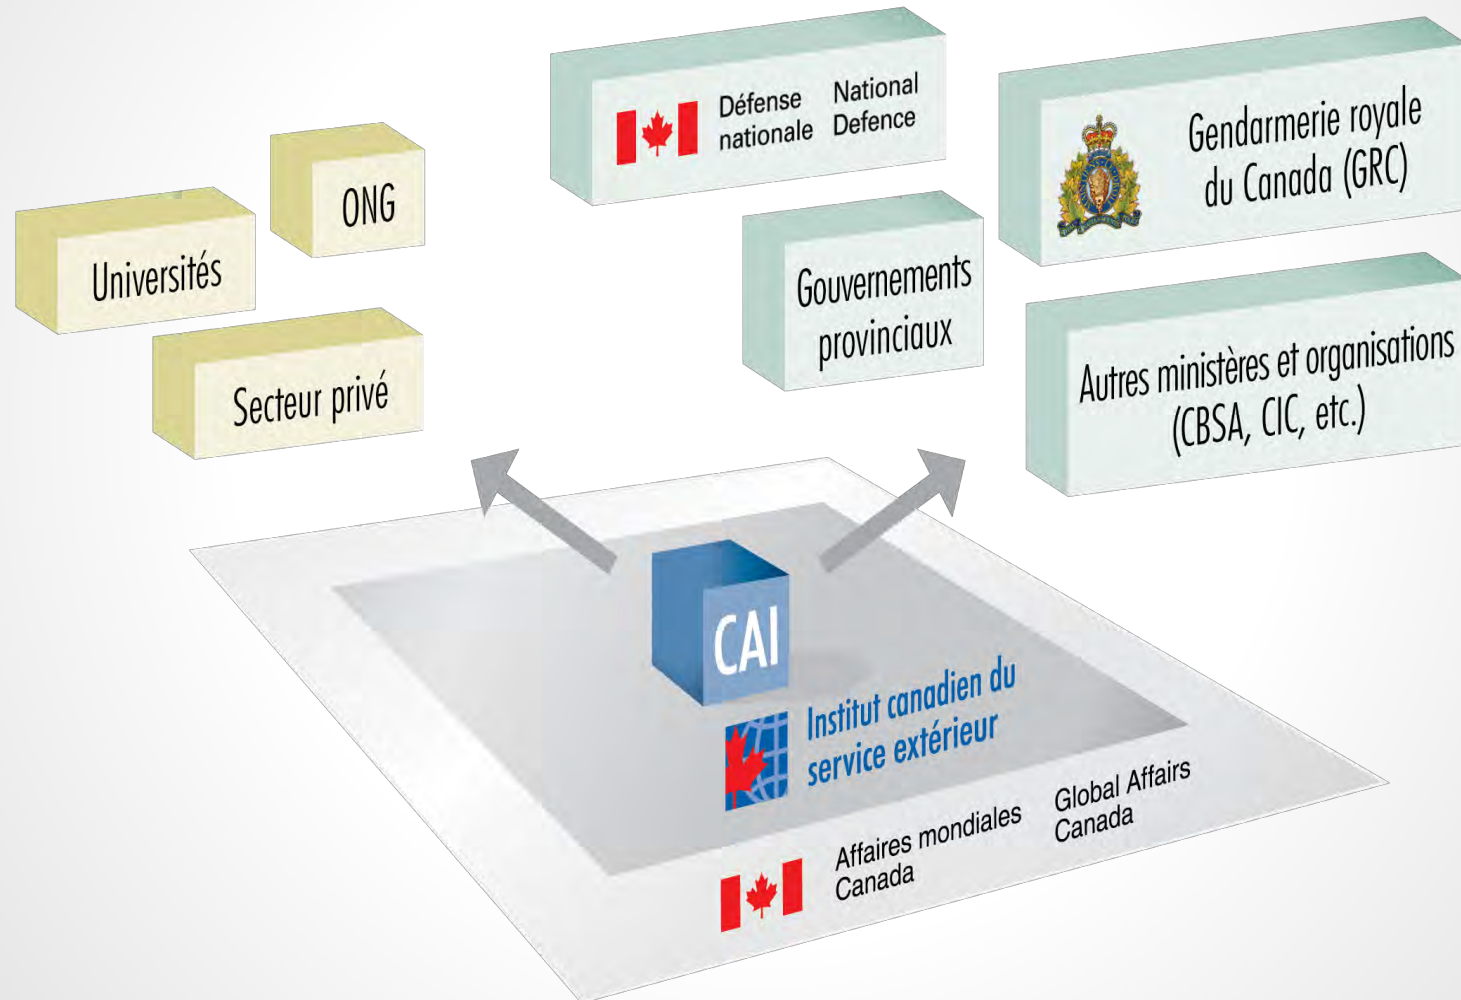 Défense
nationale
National
Defence
Gendarmerie royale
du Canada (GRC)
ONG
Universités
Secteur privé
Gouvernements
provinciaux
Autres ministères et organisations
(CBSA, CIC, etc.)
CAI
Institut canadien du
service extérieur
Affaires mondiales
Canada
Global Affairs
Canada